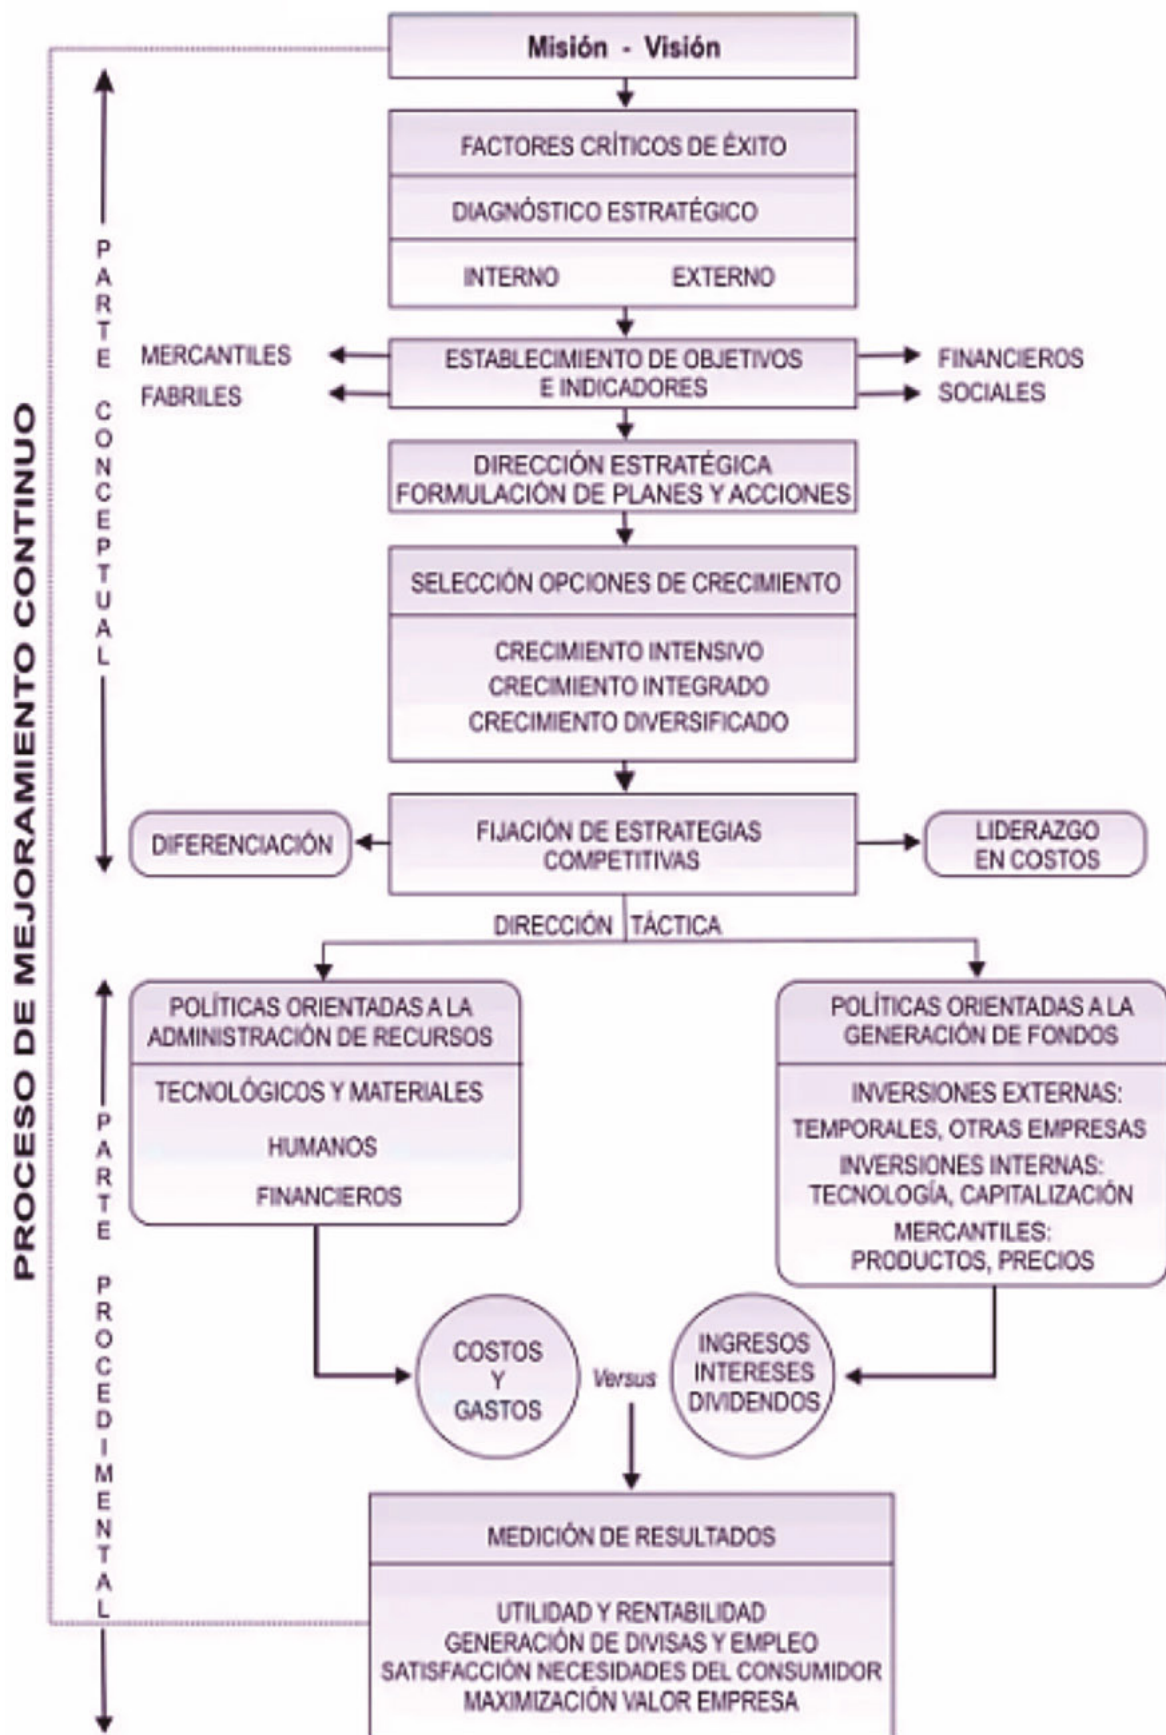 Misión - Visión
FACTORES CRÍTICOS DE ÉXITO
DIAGNÓSTICO ESTRATÉGICO
INTERNO EXTERNO
MERCANTILES
FABRILES
ESTABLECIMIENTO DE OBJETIVOS
E INDICADORES
FINANCIEROS
SOCIALES
DIRECCIÓN ESTRATÉGICA
FORMULACIÓN DE PLANES Y ACCIONES
SELECCIÓN OPCIONES DE CRECIMIENTO
CRECIMIENTO INTENSIVO
CRECIMIENTO INTEGRADO
CRECIMIENTO DIVERSIFICADO
DIFERENCIACIÓN
FIJACIÓN DE ESTRATEGIAS
COMPETITIVAS
LIDERAZGO
EN COSTOS
DIRECCIÓN TÁCTICA
POLÍTICAS ORIENTADAS A LA
ADMINISTRACIÓN DE RECURSOS
TECNOLÓGICOS Y MATERIALES
HUMANOS
FINANCIEROS
POLÍTICAS ORIENTADAS A LA
GENERACIÓN DE FONDOS
INVERSIONES EXTERNAS:
TEMPORALES, OTRAS EMPRESAS
INVERSIONES INTERNAS:
TECNOLOGÍA, CAPITALIZACIÓN
MERCANTILES:
PRODUCTOS, PRECIOS
COSTOS
Y
GASTOS
Versus
INGRESOS
INTERESES
DIVIDENDOS
MEDICIÓN DE RESULTADOS
UTILIDAD Y RENTABILIDAD
GENERACIÓN DE DIVISAS Y EMPLEO
SATISFACCIÓN NECESIDADES DEL CONSUMIDOR
MAXIMIZACIÓN VALOR EMPRESA
PARTE CONCEPTUAL
PARTE PROCEDIMENTAL
PROCESO DE MEJORAMIENTO CONTINUO